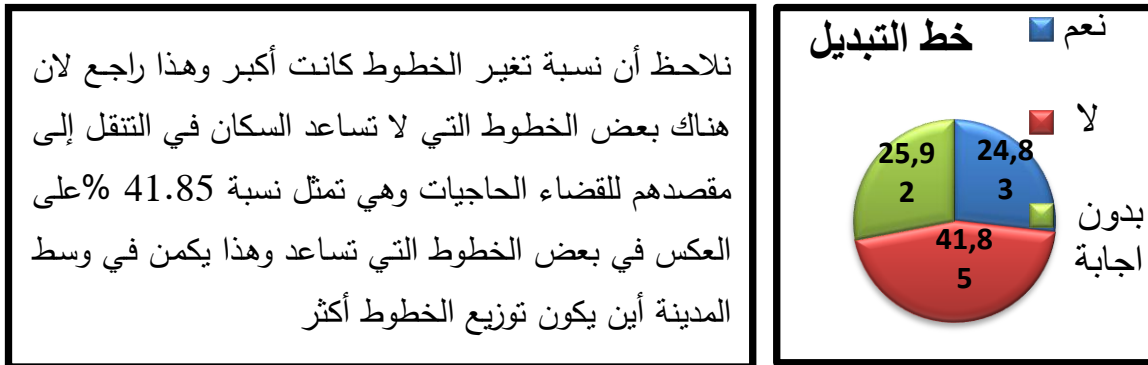 نلاحظ أن نسبة تغير الخطوط كانت أكبر وهذا راجع لان
هناك بعض الخطوط التي لا تساعد السكان في التنقل إلى
مقصدهم للقضاء الحاجيات وهي تمثل نسبة 41.85 %على
العكس في بعض الخطوط التي تساعد وهذا يكمن في وسط
المدينة أين يكون توزيع الخطوط أكثر
خط التبديل
نعم
لا
بدون
اجابة
24,8
3
41,8
5
25,9
2